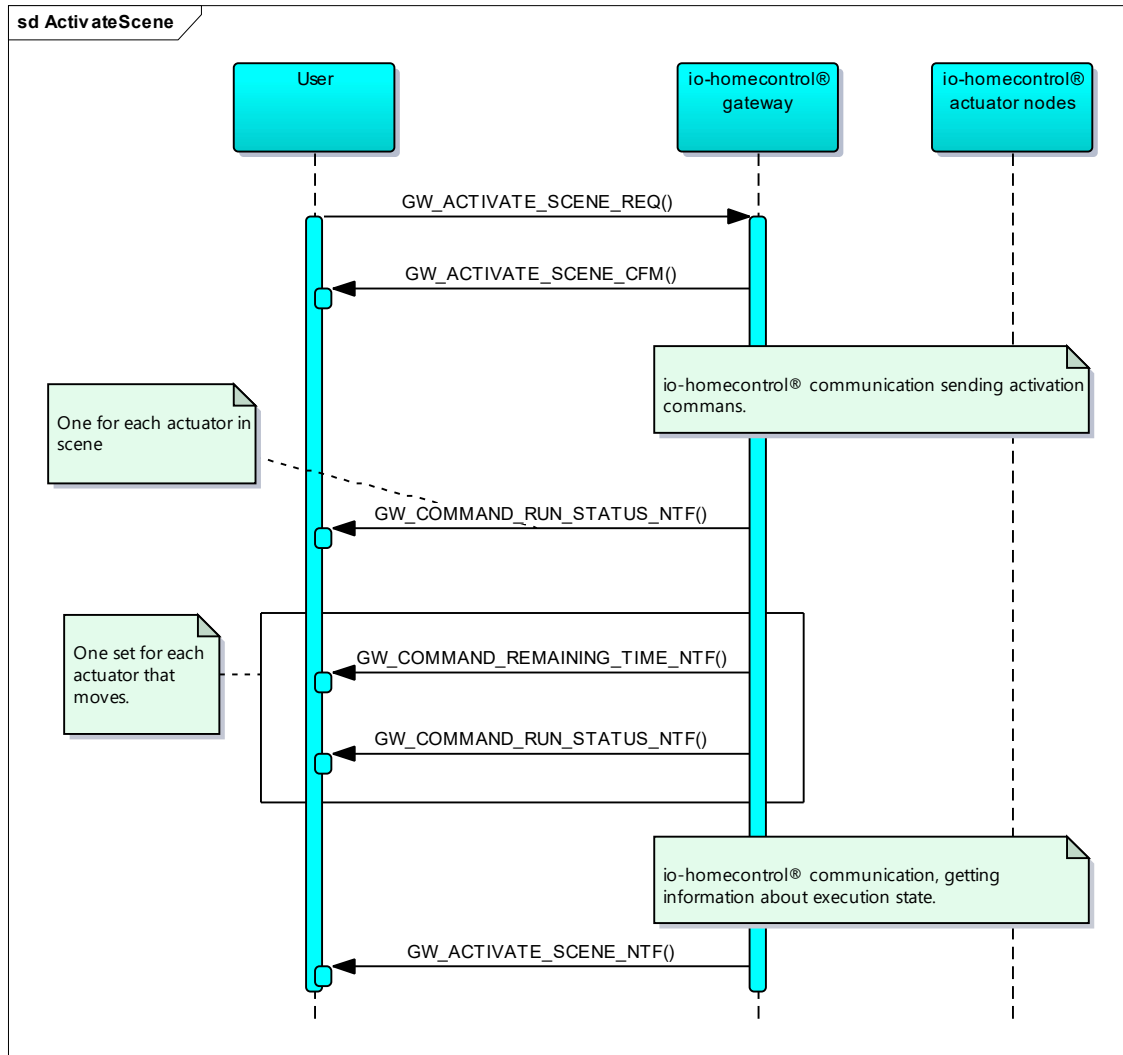 sd ActivateScene
User
io-homecontrol®
gateway
io-homecontrol®
actuator nodes
GW_ACTIVATE_SCENE_REQ()
GW_ACTIVATE_SCENE_CFM()
io-homecontrol® communication sending activation
commans.
One for each actuator in
scene
GW_COMMAND_RUN_STATUS_NTF()
One set for each
actuator that
moves.
GW_COMMAND_REMAINING_TIME_NTF()
GW_COMMAND_RUN_STATUS_NTF()
io-homecontrol® communication, getting
information about execution state.
GW_ACTIVATE_SCENE_NTF()